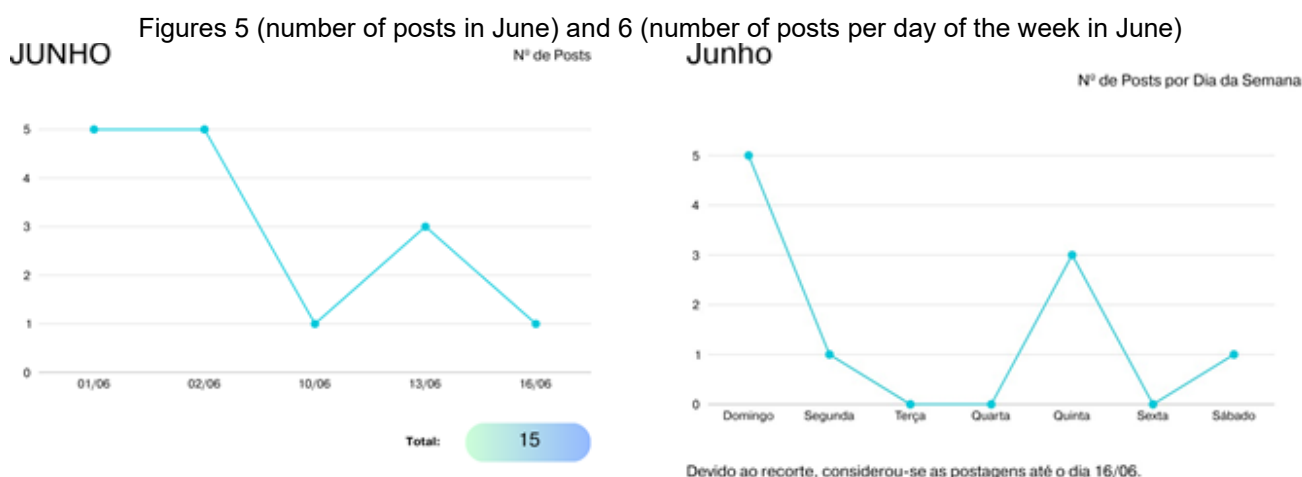 Figures 5 (number of posts in June) and 6 (number of posts per day of the week in June)
JUNHO
Nº de Posts
5
4
3
2
1
0
01/06 02/06 10/06 13/06 16/06
Total: 15
Junho
Nº de Posts por Dia da Semana
5
4
3
2
1
0
Domingo Segunda Terça Quarta Quinta Sexta Sábado
Devido ao recorte, considerou-se as postagens até o dia 16/06.